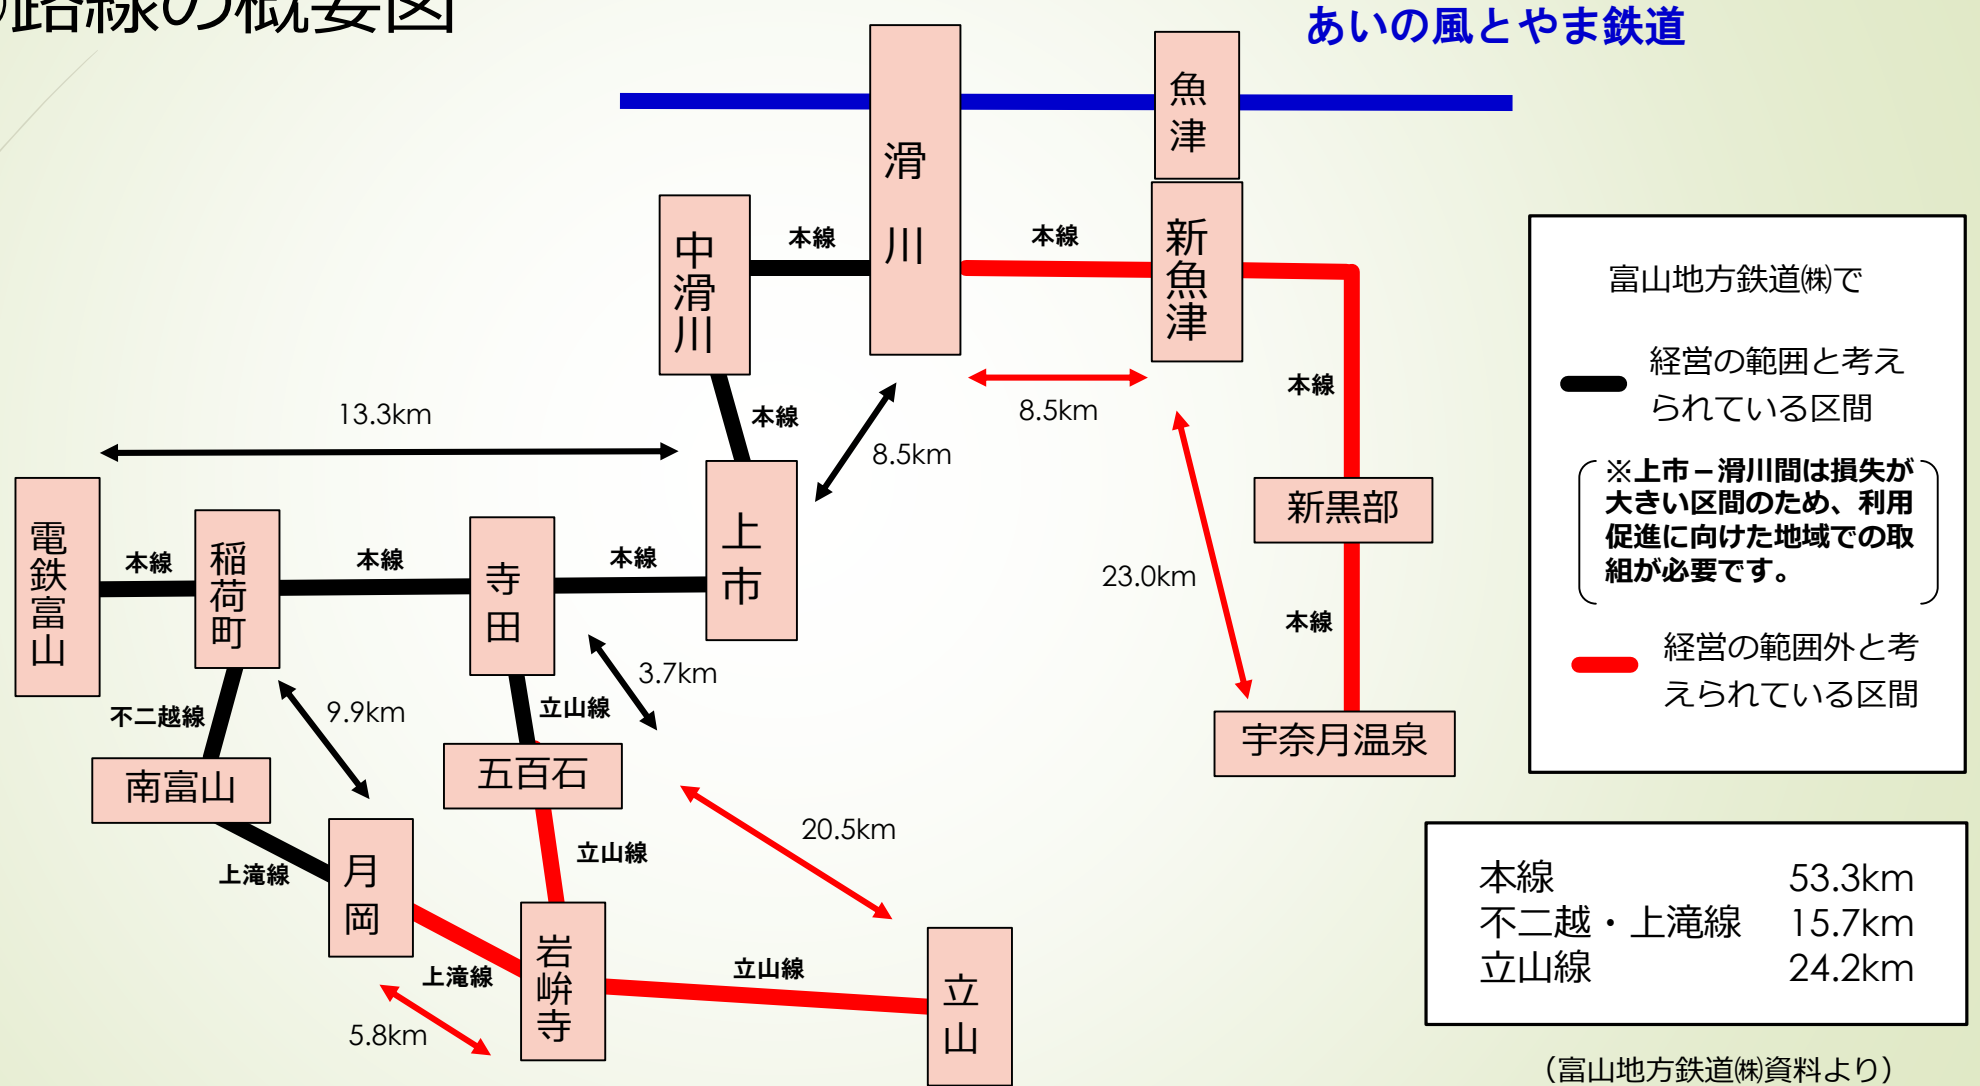 路線の概要図
あいの風とやま鉄道
魚津
滑川
中滑川
本線
本線
新魚津
本線
13.3km
本線
8.5km
8.5km
電鉄富山
本線
稲荷町
本線
寺田
本線
上市
新黒部
23.0km
本線
3.7km
不二越線
9.9km
立山線
宇奈月温泉
南富山
五百石
20.5km
上滝線
月岡
立山線
上滝線
岩峅寺
立山線
立山
5.8km
富山地方鉄道㈱で
経営の範囲と考え
られている区間
※上市－滑川間は損失が
大きい区間のため、利用
促進に向けた地域での取
組が必要です。
経営の範囲外と考
えられている区間
本線 53.3km
不二越・上滝線 15.7km
立山線 24.2km
（富山地方鉄道㈱資料より）